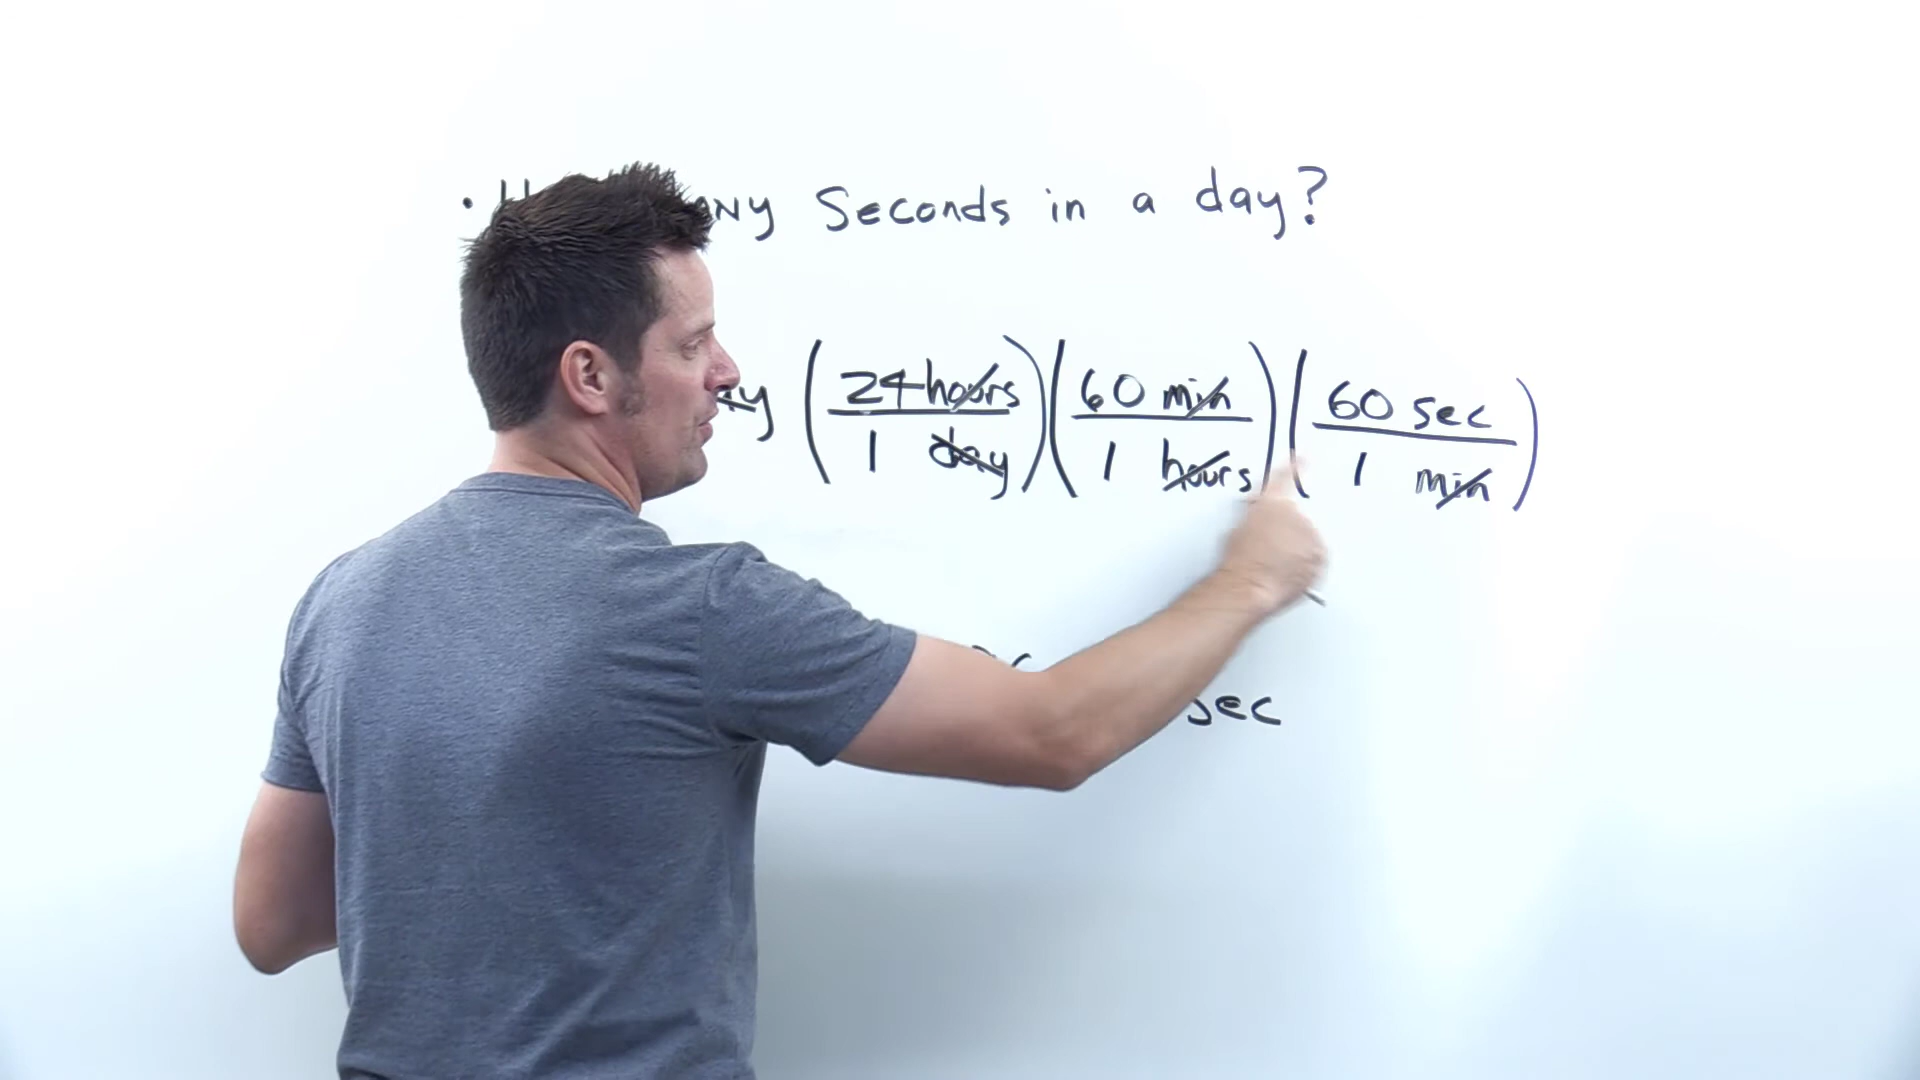 • Seconds in a day?
(24 hours / 1 day)(60 min / 1 hours)(60 sec / 1 min)
sec